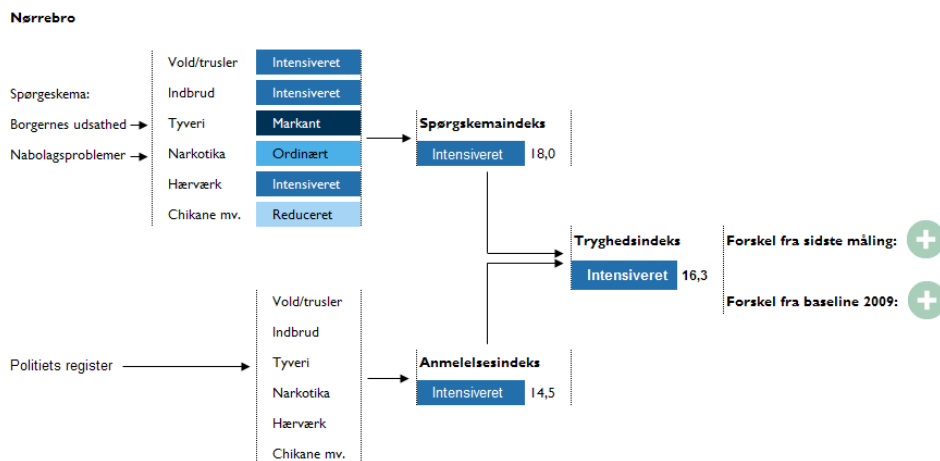 Nørrebro
Spørgeskema:
Borgernes udsathed
Nabolagsproblemer
Vold/trusler Intensiveret
Indbrud Intensiveret
Tyveri Markant
Narkotika Ordinært
Hærværk Intensiveret
Chikane mv. Reduceret
Spørgskemaindeks
Intensiveret 18,0
Tryghedsindeks
Intensiveret 16,3
Forskel fra sidste måling:
Forskel fra baseline 2009:
Politiets register
Vold/trusler
Indbrud
Tyveri
Narkotika
Hærværk
Chikane mv.
Anmelelsesindeks
Intensiveret 14,5